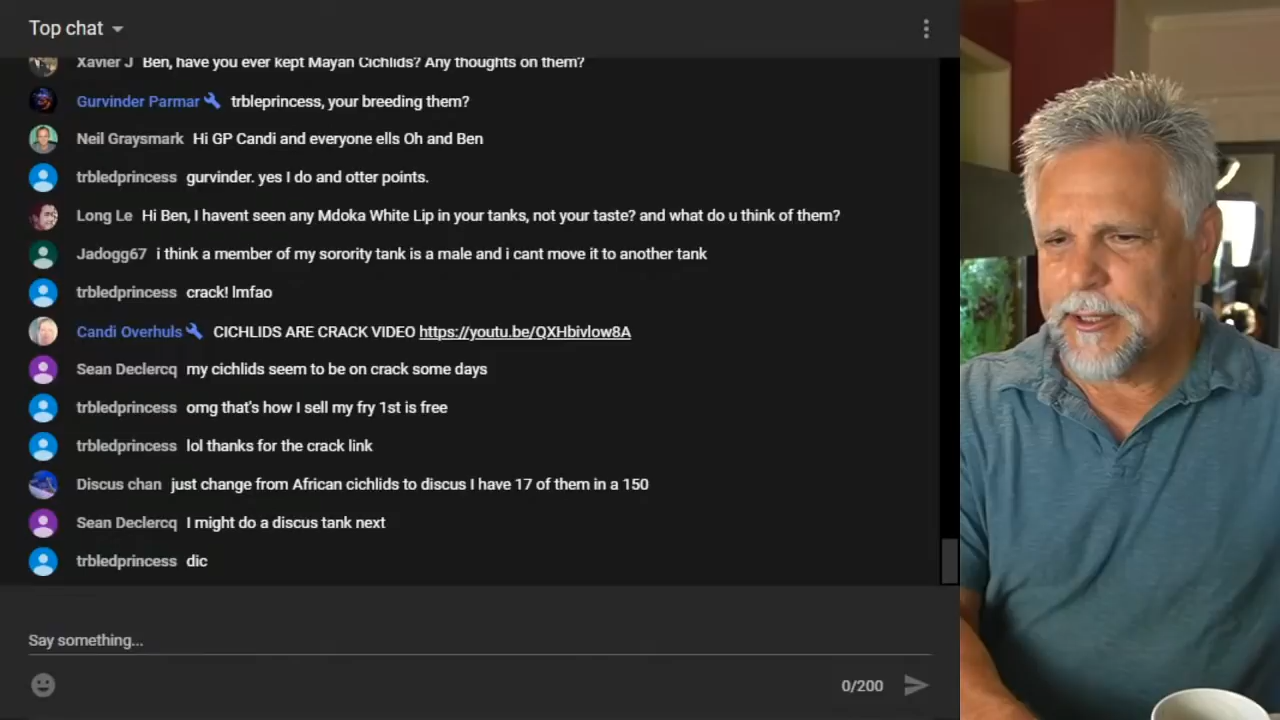 Top chat
Xavier J Ben, have you ever kept Mayan Cichlids? Any thoughts on them?
Gurvinder Parmar trbleprincess, your breeding them?
Neil Graysmark Hi GP Candi and everyone ells Oh and Ben
trbledprincess gurvinder. yes I do and otter points.
Long Le Hi Ben, I havent seen any Mdoka White Lip in your tanks, not your taste? and what do u think of them?
Jadogg67 i think a member of my sorority tank is a male and i cant move it to another tank
trbledprincess crack! lmfao
Candi Overhuls CICHLIDS ARE CRACK VIDEO https://youtu.be/QXHbivlow8A
Sean Declercq my cichlids seem to be on crack some days
trbledprincess omg that's how I sell my fry 1st is free
trbledprincess lol thanks for the crack link
Discus chan just change from African cichlids to discus I have 17 of them in a 150
Sean Declercq I might do a discus tank next
trbledprincess dic
Say something...
0/200